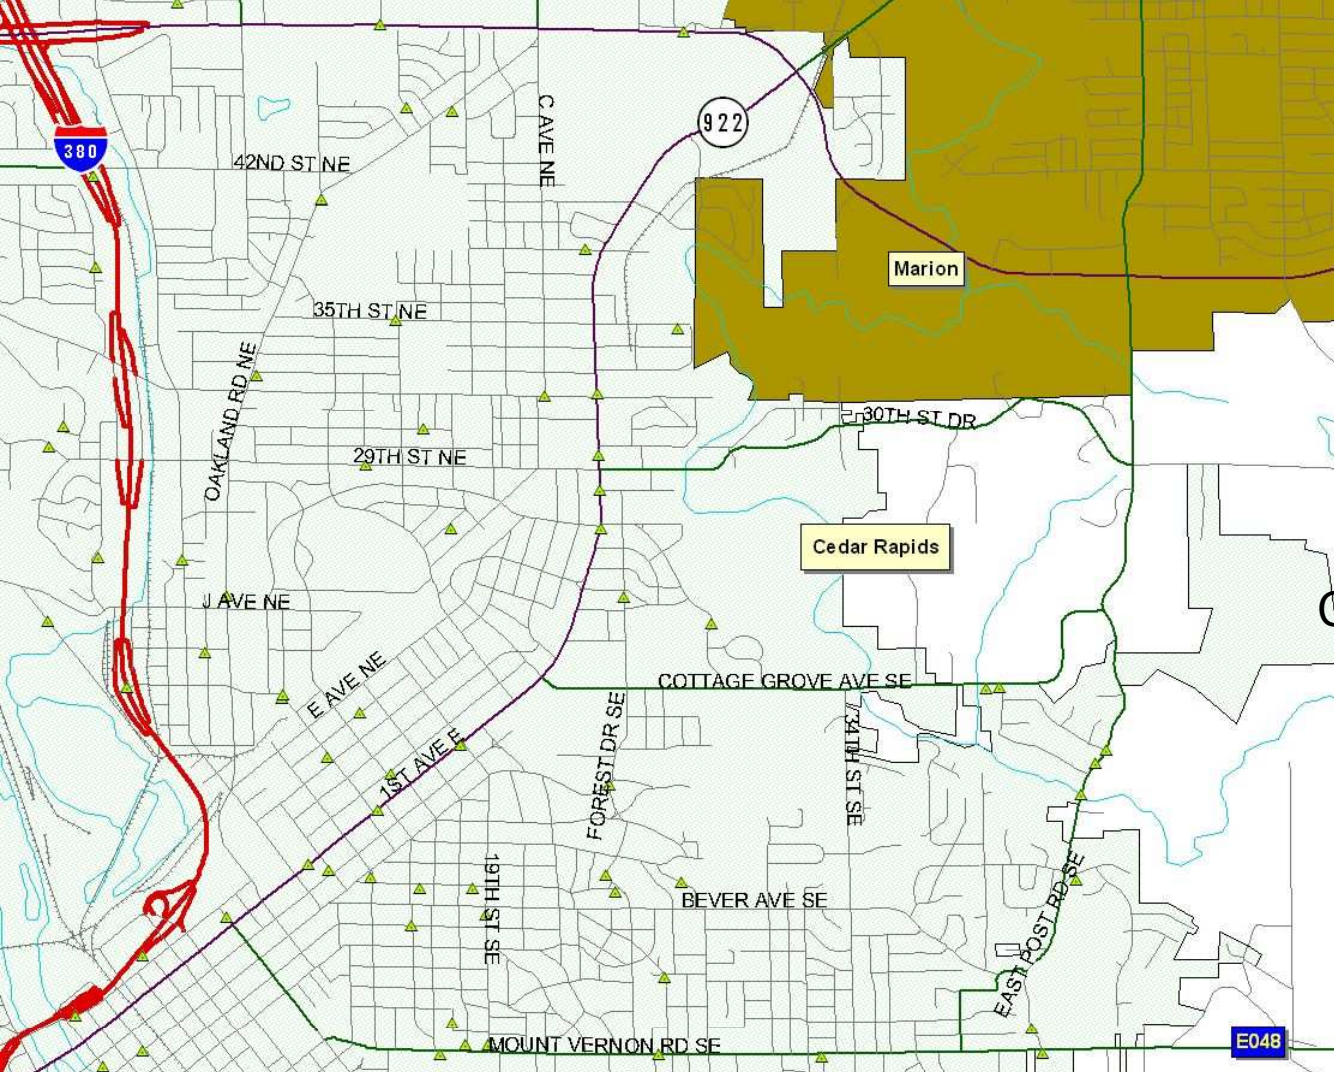 922
C AVE NE
380
42ND ST NE
Marion
35TH ST NE
OAKLAND RD NE
30TH ST DR
29TH ST NE
Cedar Rapids
J AVE NE
E AVE NE
COTTAGE GROVE AVE SE
FOREST DR SE
34TH ST SE
1ST AVE E
19TH ST SE
BEVER AVE SE
EAST POST RD SE
MOUNT VERNON RD SE
E048